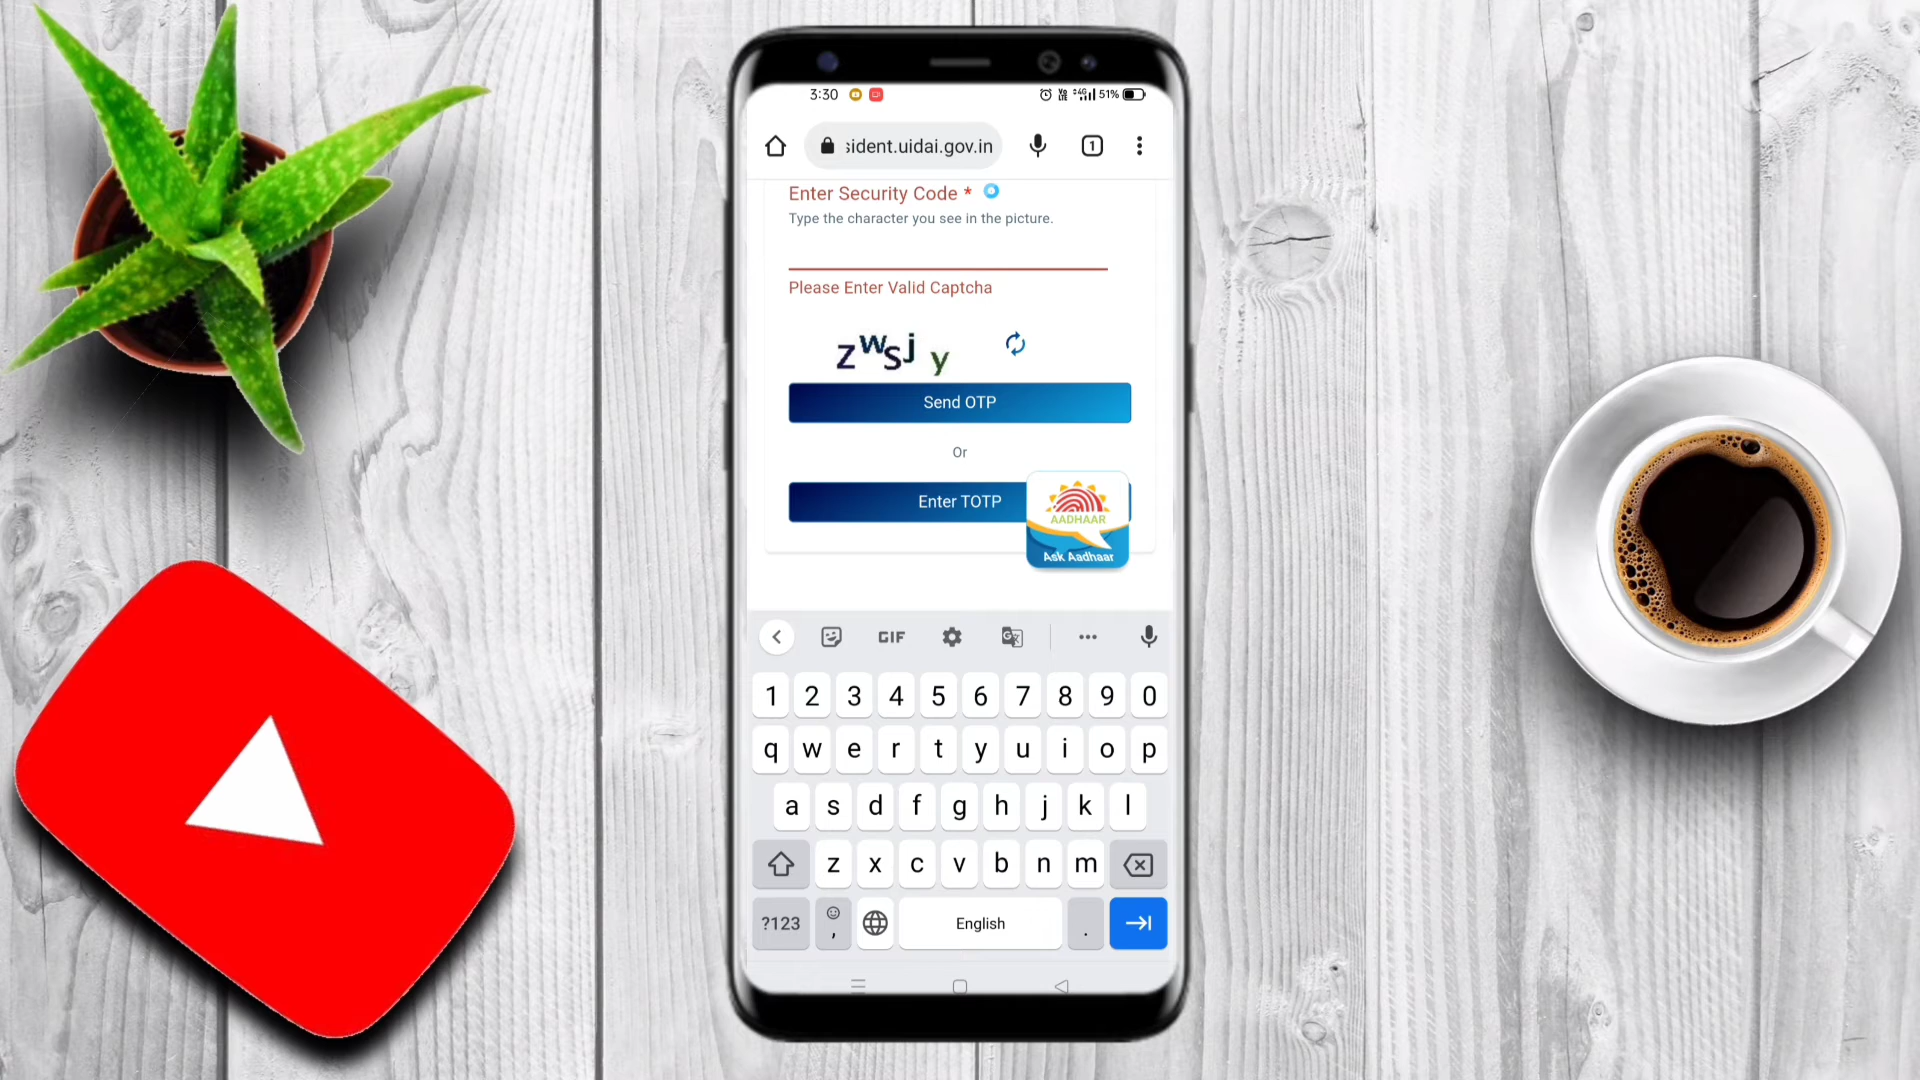 3:30
51%
1
sident.uidai.gov.in
Enter Security Code *
Type the character you see in the picture.
Please Enter Valid Captcha
zwsj y
Send OTP
Or
Enter TOTP
AADHAAR
Ask Aadhaar
GIF
1 2 3 4 5 6 7 8 9 0
q w e r t y u i o p
a s d f g h j k l
z x c v b n m
?123 , English .